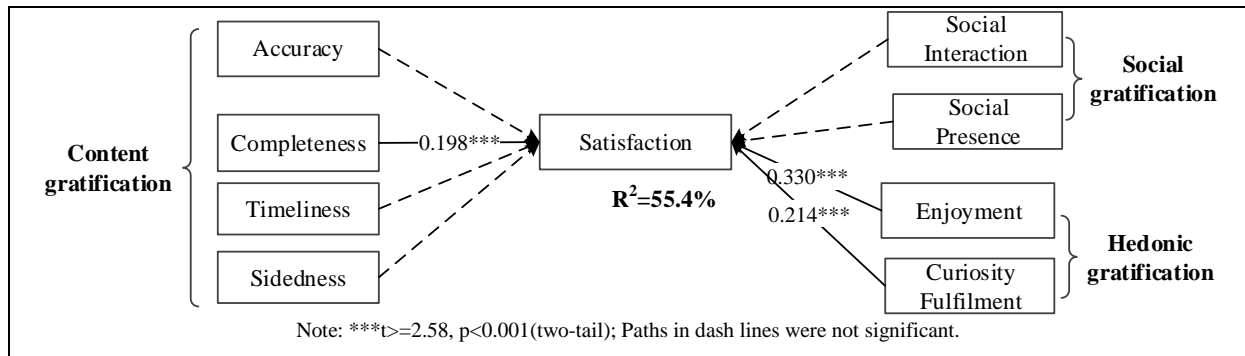 Accuracy
Completeness
Timeliness
Sidedness
Content
gratification
0.198***
Satisfaction
R²=55.4%
Social
Interaction
Social
Presence
Social
gratification
0.330***
0.214***
Enjoyment
Curiosity
Fulfilment
Hedonic
gratification
Note: ***t>=2.58, p<0.001(two-tail); Paths in dash lines were not significant.